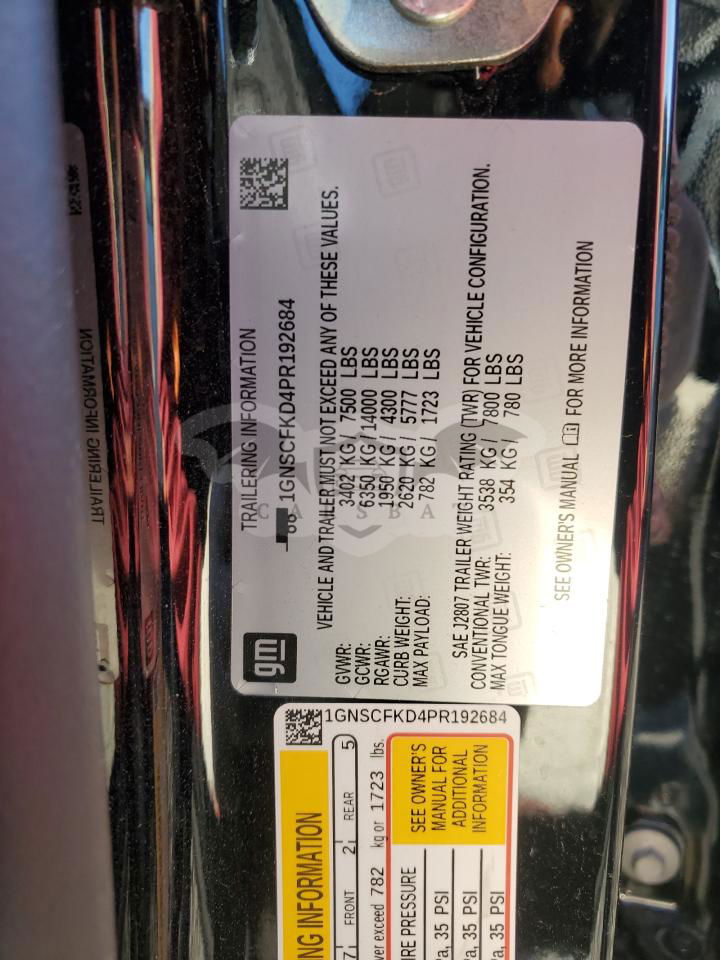 TRAILERING INFORMATION
gm
TRAILERING INFORMATION
1GNSCFKD4PR192684
VEHICLE AND TRAILER MUST NOT EXCEED ANY OF THESE VALUES.
GVWR: 3402 KG / 7500 LBS
GCWR: 6350 KG / 14000 LBS
RGAWR: 1950 KG / 4300 LBS
CURB WEIGHT: 2620 KG / 5777 LBS
MAX PAYLOAD: 782 KG / 1723 LBS
SAE J2807 TRAILER WEIGHT RATING (TWR) FOR VEHICLE CONFIGURATION.
CONVENTIONAL TWR: 3538 KG / 7800 LBS
MAX TONGUE WEIGHT: 354 KG / 780 LBS
SEE OWNER'S MANUAL FOR MORE INFORMATION
1GNSCFKD4PR192684
INFORMATION
FRONT 2 REAR 5
exceed 782 kg or 1723 lbs.
PRESSURE
35 PSI
35 PSI
35 PSI
SEE OWNER'S
MANUAL FOR
ADDITIONAL
INFORMATION